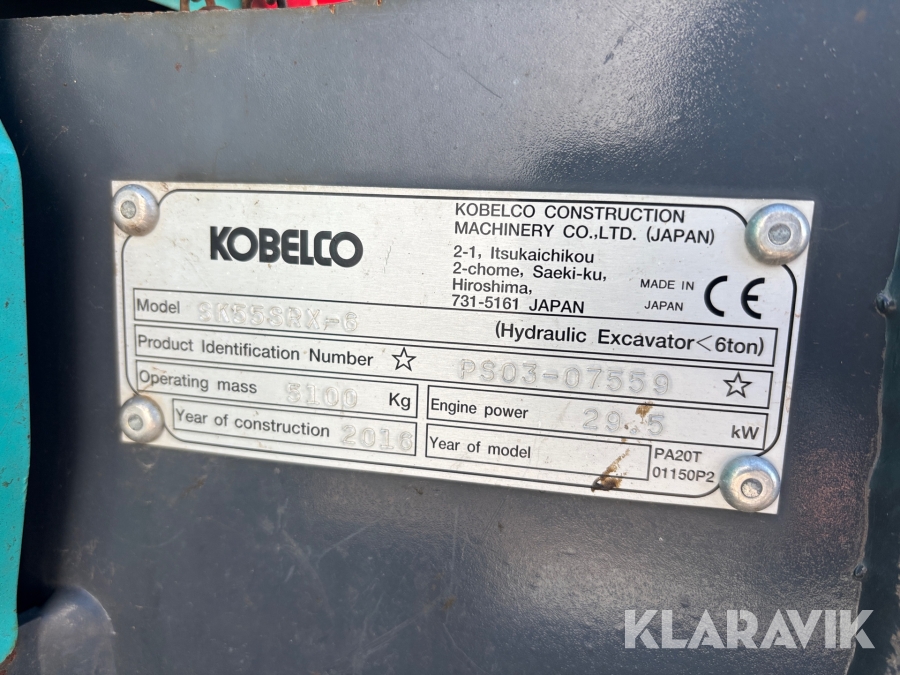 KOBELCO
KOBELCO CONSTRUCTION
MACHINERY CO.,LTD. (JAPAN)
2-1, Itsukaichikou
2-chome, Saeki-ku,
Hiroshima,
731-5161 JAPAN
MADE IN
JAPAN
CE
Model SK55SRX-6 (Hydraulic Excavator<6ton)
Product Identification Number ☆ PS03-07559 ☆
Operating mass 5100 Kg
Engine power 29.5 kW
Year of construction 2016
Year of model
PA20T
01150P2
KLARAVIK